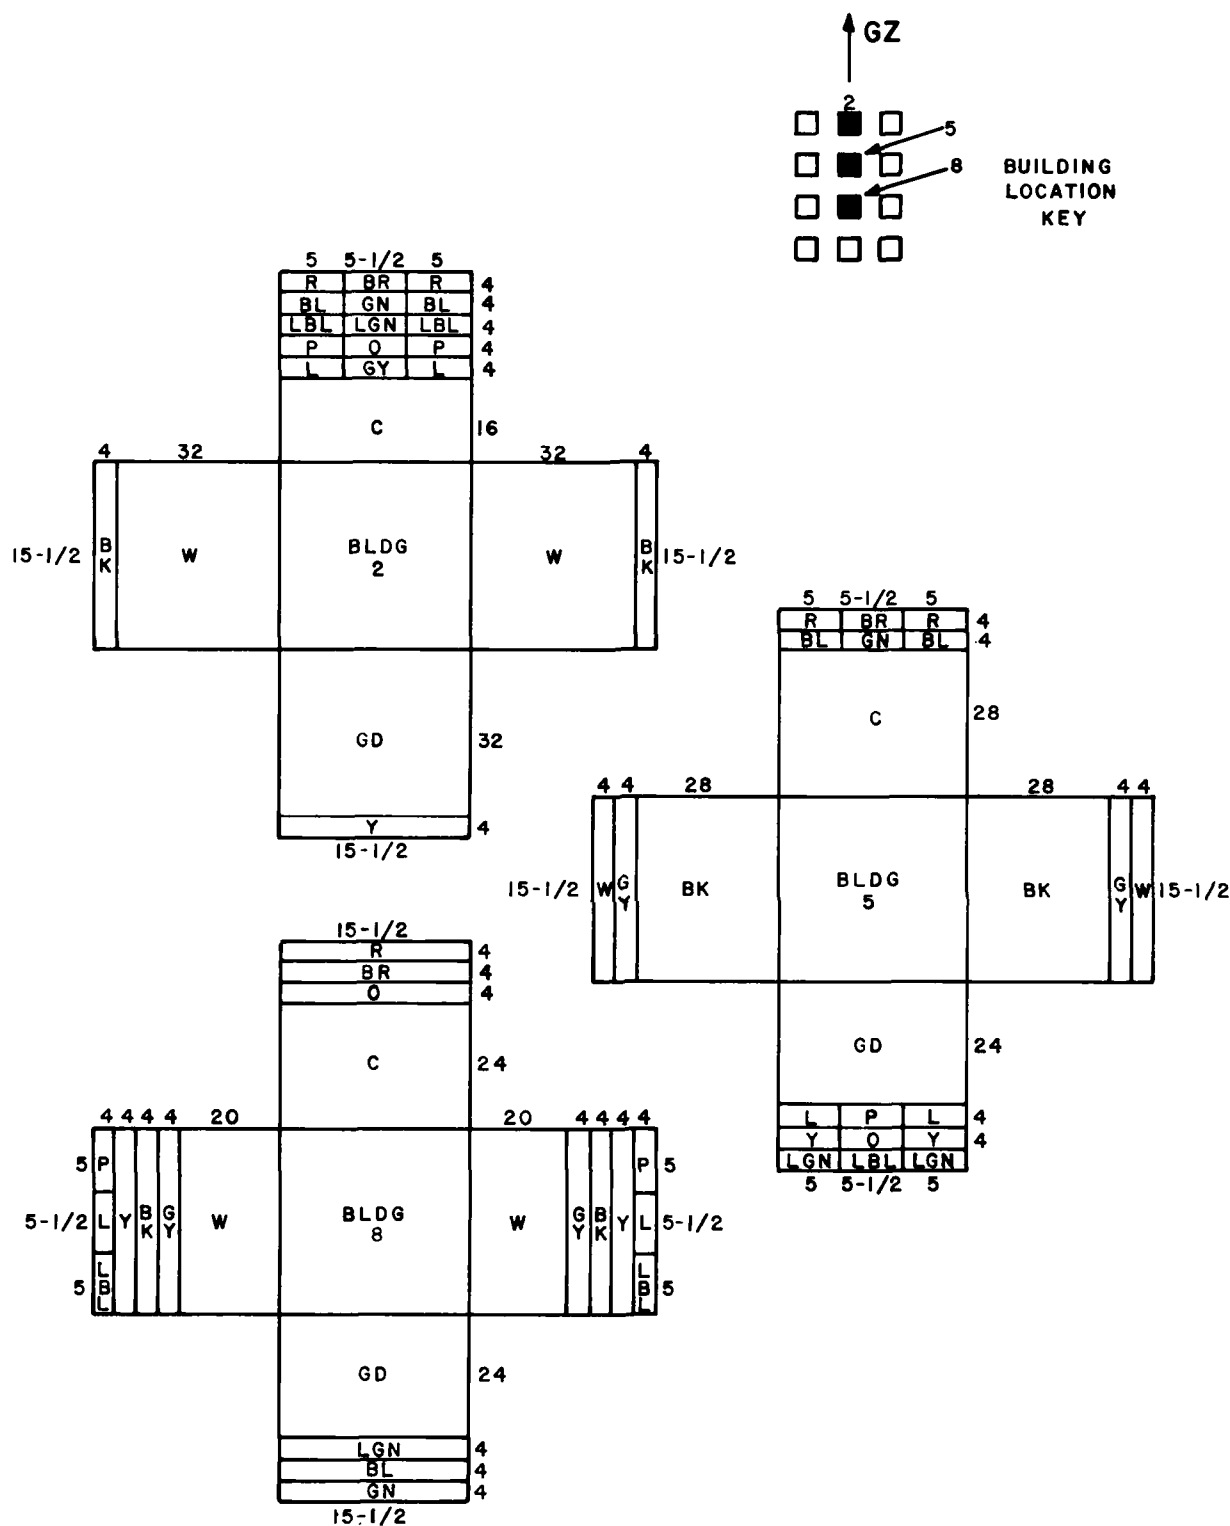 GZ
2
5
8 BUILDING
LOCATION
KEY
5 5-1/2 5
R BR R 4
BL GN BL 4
LBL LGN LBL 4
P O P 4
L GY L 4
C 16
4 32 32 4
15-1/2 BK W BLDG W BK 15-1/2
2
GD 32
Y 4
15-1/2
5 5-1/2 5
R BR R 4
BL GN BL 4
C 28
4 4 28 28 4 4
15-1/2 W GY BK BLDG BK GY W 15-1/2
5
GD 24
L P L 4
Y O Y 4
LGN LBL LGN
5 5-1/2 5
15-1/2
R 4
BR 4
O 4
C 24
4 4 4 4 20 20 4 4 4 4
5 P P 5
5-1/2 L Y BK GY W BLDG W GY BK Y L 5-1/2
8
5 LBL LBL 5
GD 24
LGN 4
BL 4
GN 4
15-1/2